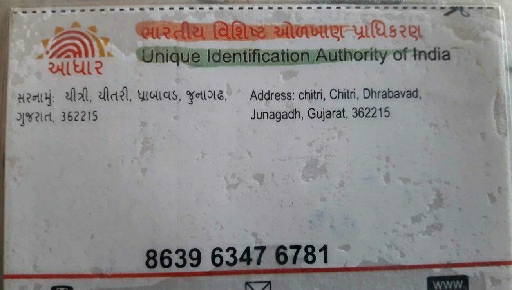 ભારતીય વિશિષ્ટ ઓળખાણ પ્રાધિકરણ
Unique Identification Authority of India
આધાર
સરનામું: ચીત્રી, ચીતરી, ધ્રાબાવડ, જુનાગઢ,
ગુજરાત, 362215
Address: chitri, Chitri, Dhrabavad,
Junagadh, Gujarat, 362215
8639 6347 6781
www